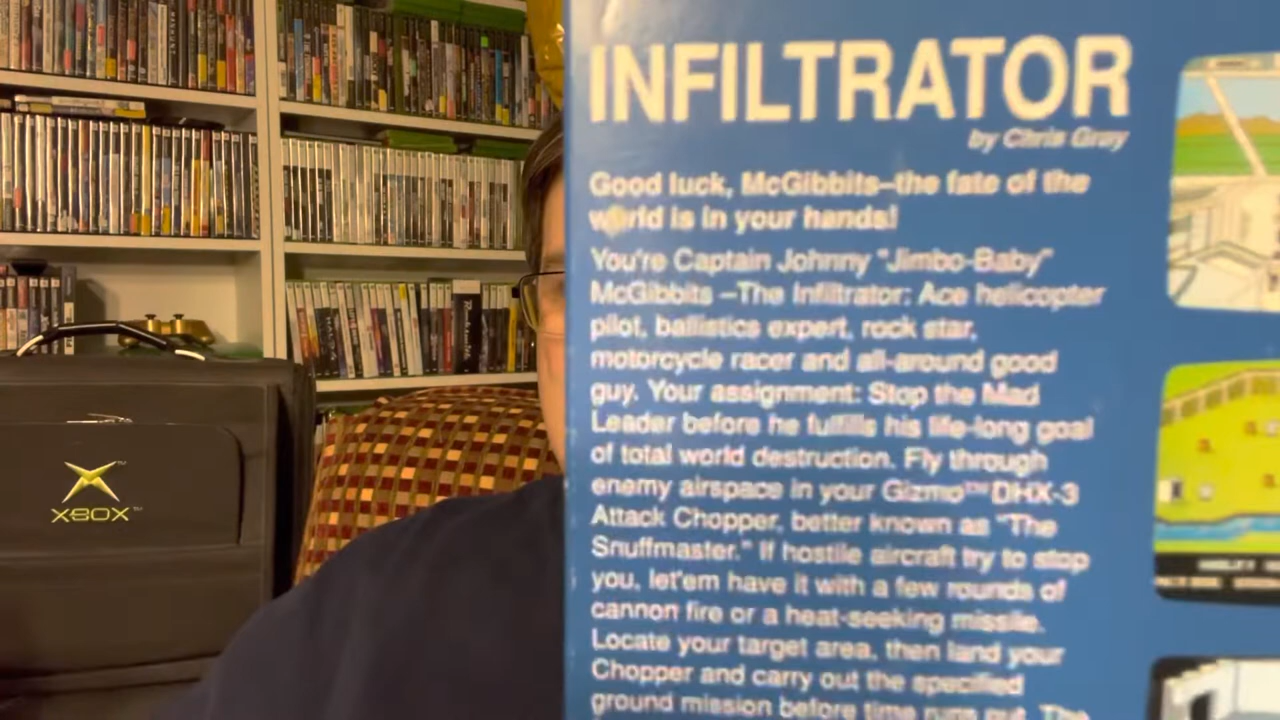 INFILTRATOR
by Chris Gray
Good luck, McGibbits–the fate of the
world is in your hands!
You're Captain Johnny "Jimbo-Baby"
McGibbits –The Infiltrator: Ace helicopter
pilot, ballistics expert, rock star,
motorcycle racer and all-around good
guy. Your assignment: Stop the Mad
Leader before he fulfills his life-long goal
of total world destruction. Fly through
enemy airspace in your Gizmo™ DHX-3
Attack Chopper, better known as "The
Snuffmaster." If hostile aircraft try to stop
you, let'em have it with a few rounds of
cannon fire or a heat-seeking missile.
Locate your target area, then land your
Chopper and carry out the specified
ground mission before time runs out. The
XBOX™